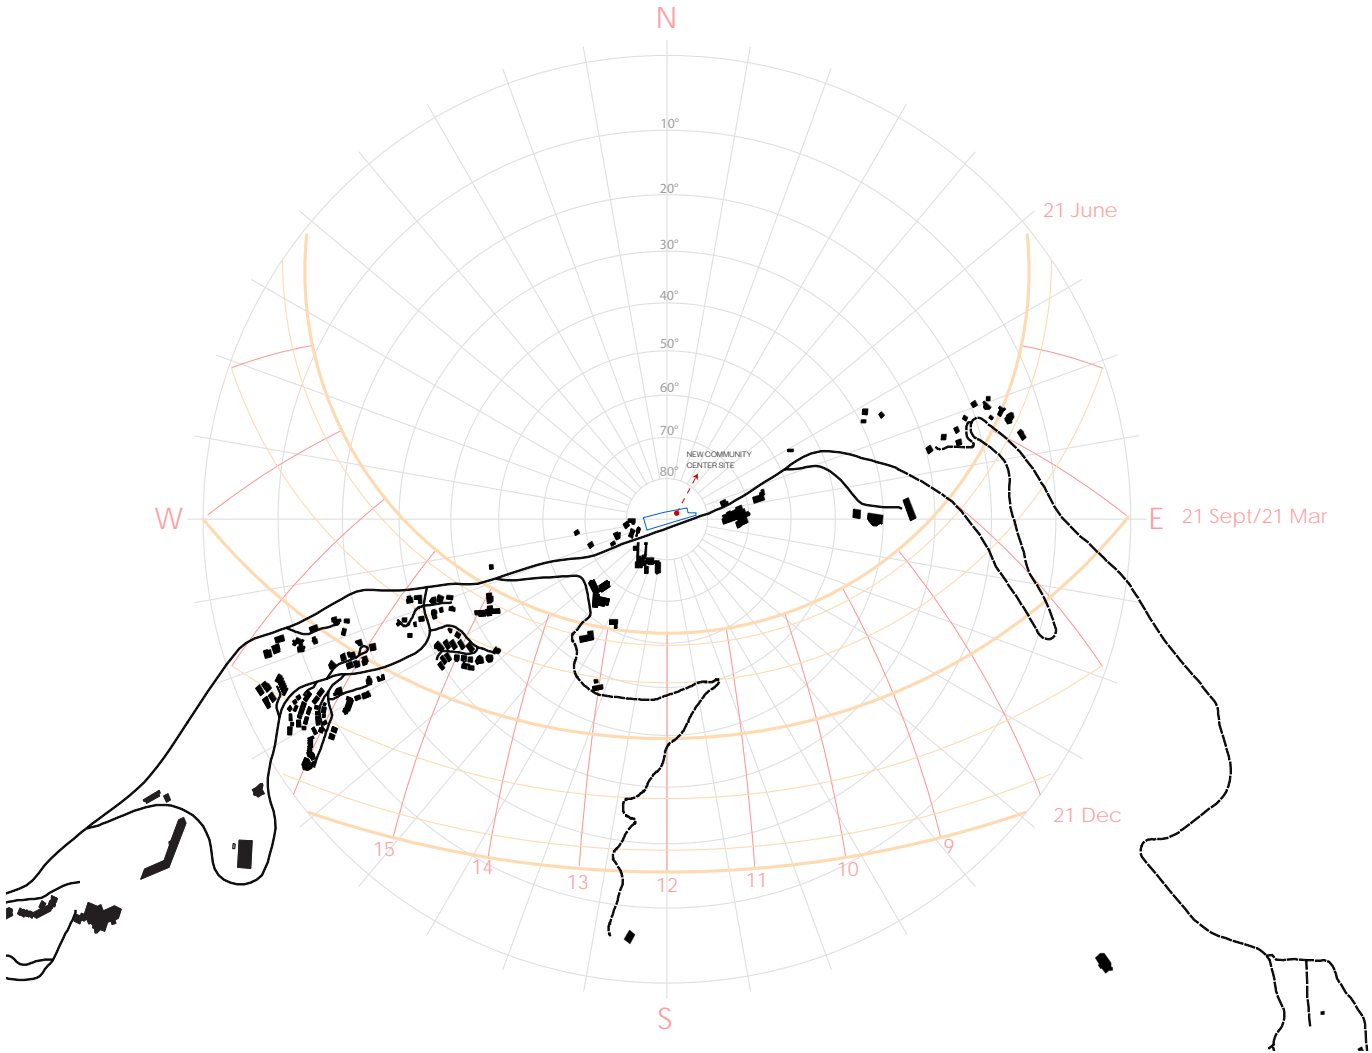 N
10°
20°
21 June
30°
40°
50°
60°
70°
NEW COMMUNITY
CENTER SITE
80°
W
E
21 Sept/21 Mar
21 Dec
15
14
13
12
11
10
9
S